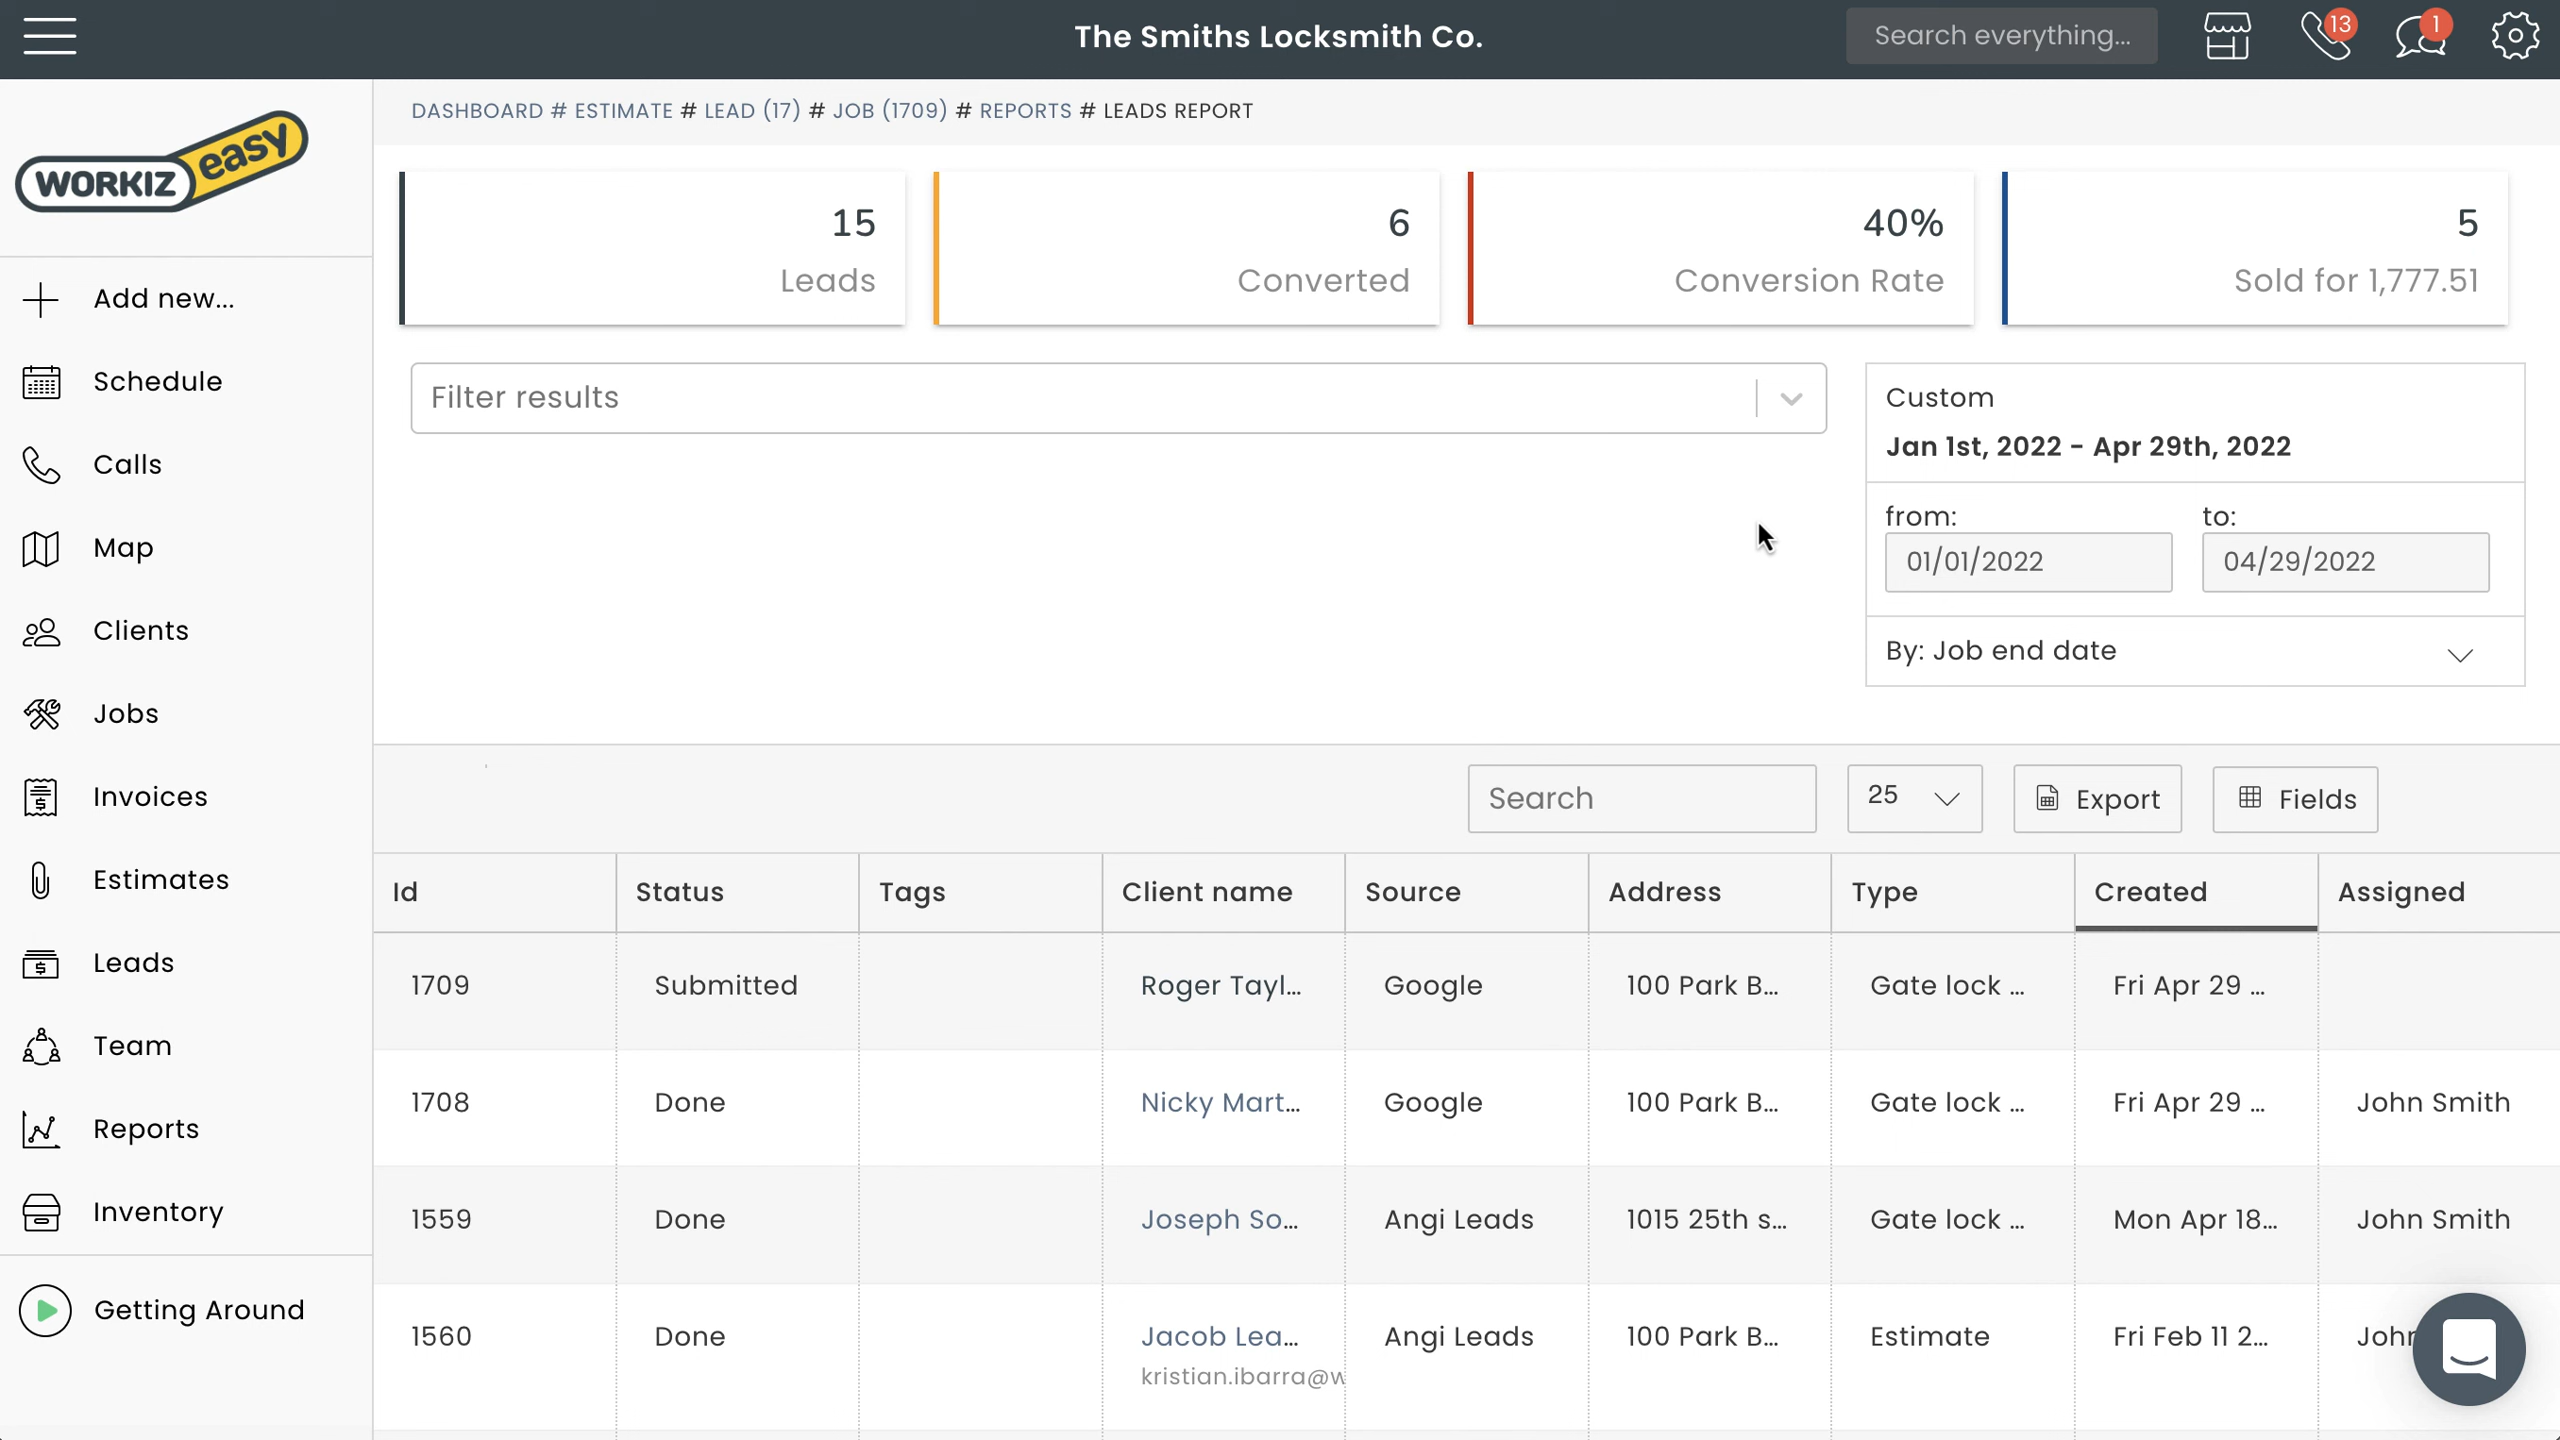 The Smiths Locksmith Co.
Search everything...
13
1
WORKIZ easy
DASHBOARD # ESTIMATE # LEAD (17) # JOB (1709) # REPORTS # LEADS REPORT
15
Leads
6
Converted
40%
Conversion Rate
5
Sold for 1,777.51
Add new...
Schedule
Calls
Map
Clients
Jobs
Invoices
Estimates
Leads
Team
Reports
Inventory
Getting Around
Filter results
Custom
Jan 1st, 2022 - Apr 29th, 2022
from: to:
01/01/2022 04/29/2022
By: Job end date
Search 25 Export Fields
Id Status Tags Client name Source Address Type Created Assigned
1709 Submitted Roger Tayl... Google 100 Park B... Gate lock ... Fri Apr 29 ...
1708 Done Nicky Mart... Google 100 Park B... Gate lock ... Fri Apr 29 ... John Smith
1559 Done Joseph So... Angi Leads 1015 25th s... Gate lock ... Mon Apr 18... John Smith
1560 Done Jacob Lea... Angi Leads 100 Park B... Estimate Fri Feb 11 2... John
kristian.ibarra@w